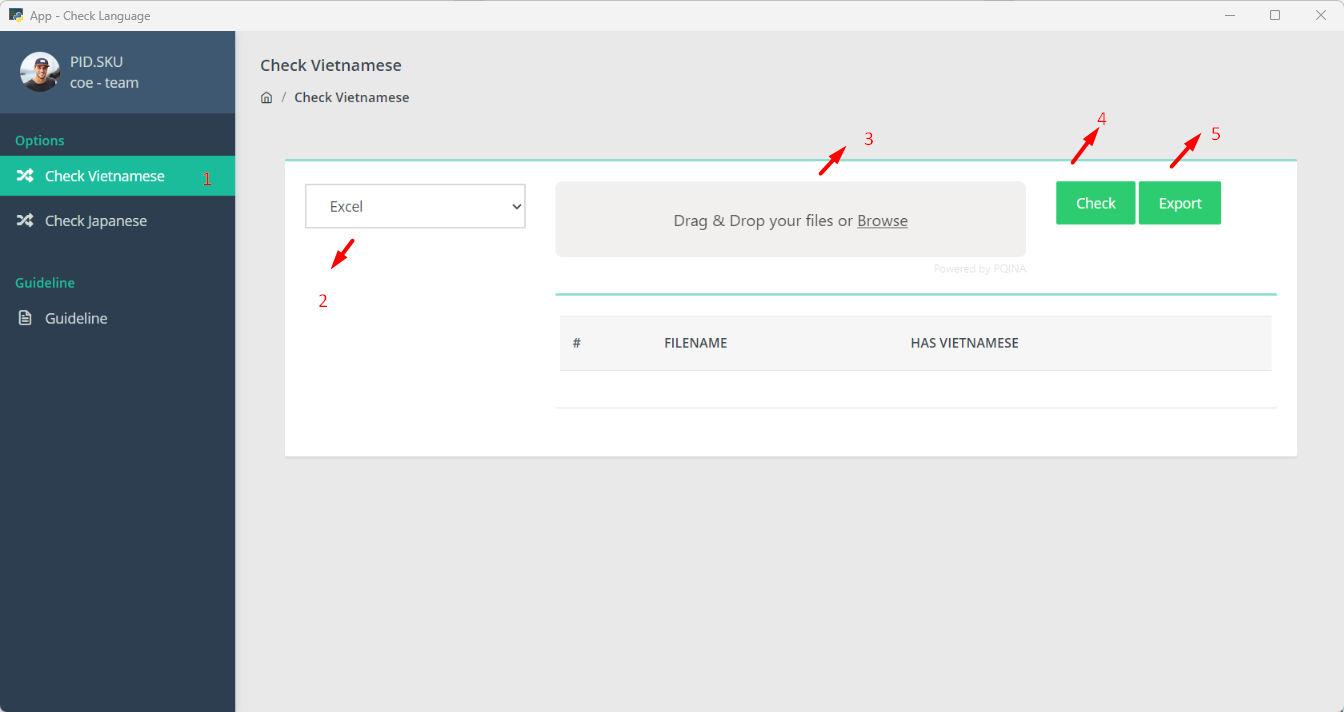 App - Check Language
PID.SKU
coe - team
Options
Check Vietnamese 1
Check Japanese
Guideline
Guideline
Check Vietnamese
/ Check Vietnamese
3
4
5
Excel
2
Drag & Drop your files or Browse
Powered by PQINA
Check
Export
# FILENAME HAS VIETNAMESE